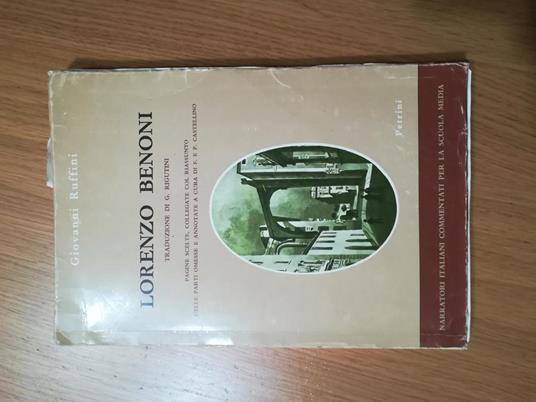 Giovanni Ruffini
LORENZO BENONI
TRADUZIONE DI G. RIGUTINI
PAGINE SCELTE, COLLEGATE COL RIASSUNTO
DELLE PARTI OMESSE E ANNOTATE A CURA DI F. E P. CASTELLINO
Petrini
NARRATORI ITALIANI COMMENTATI PER LA SCUOLA MEDIA